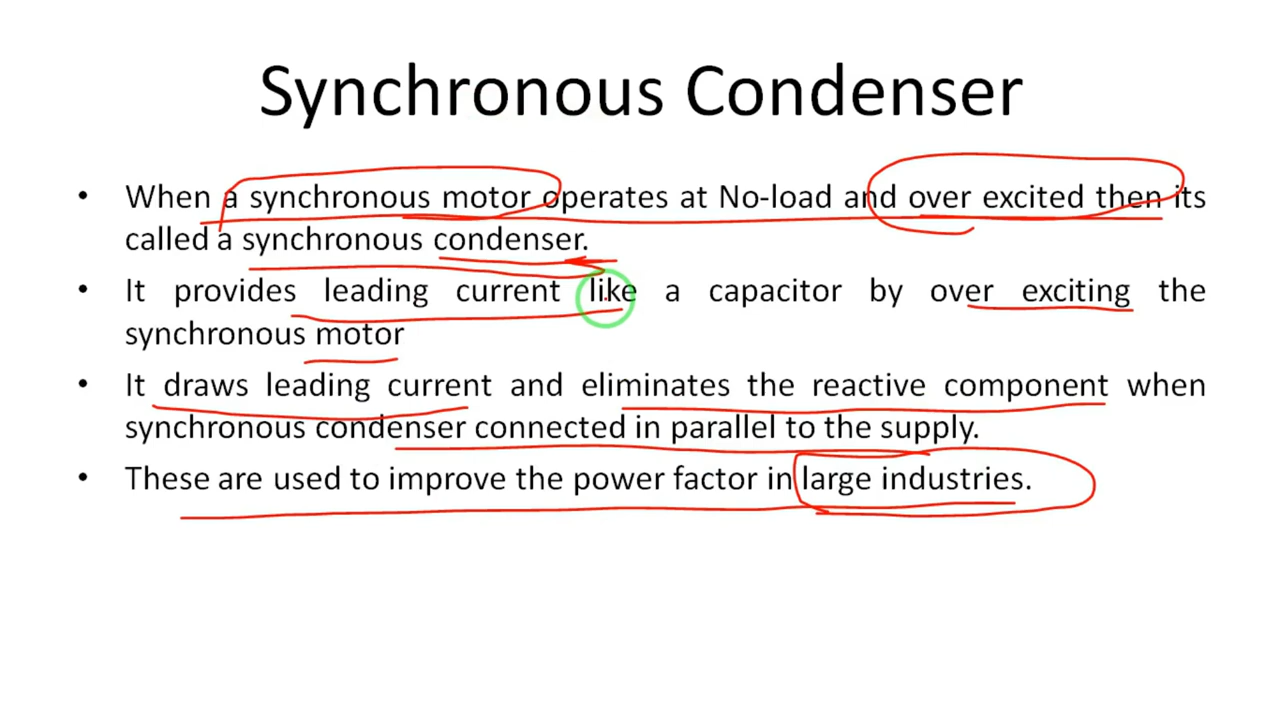 Synchronous Condenser
• When a synchronous motor operates at No-load and over excited then its
called a synchronous condenser.
• It provides leading current like a capacitor by over exciting the
synchronous motor
• It draws leading current and eliminates the reactive component when
synchronous condenser connected in parallel to the supply.
• These are used to improve the power factor in large industries.